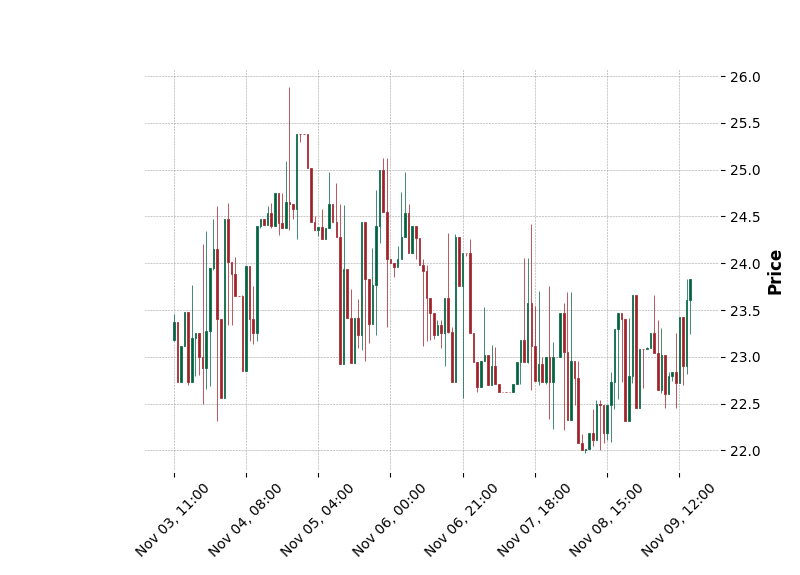 26.0
25.5
25.0
24.5
24.0
23.5
23.0
22.5
22.0
Price
Nov 03, 11:00
Nov 04, 08:00
Nov 05, 04:00
Nov 06, 00:00
Nov 06, 21:00
Nov 07, 18:00
Nov 08, 15:00
Nov 09, 12:00